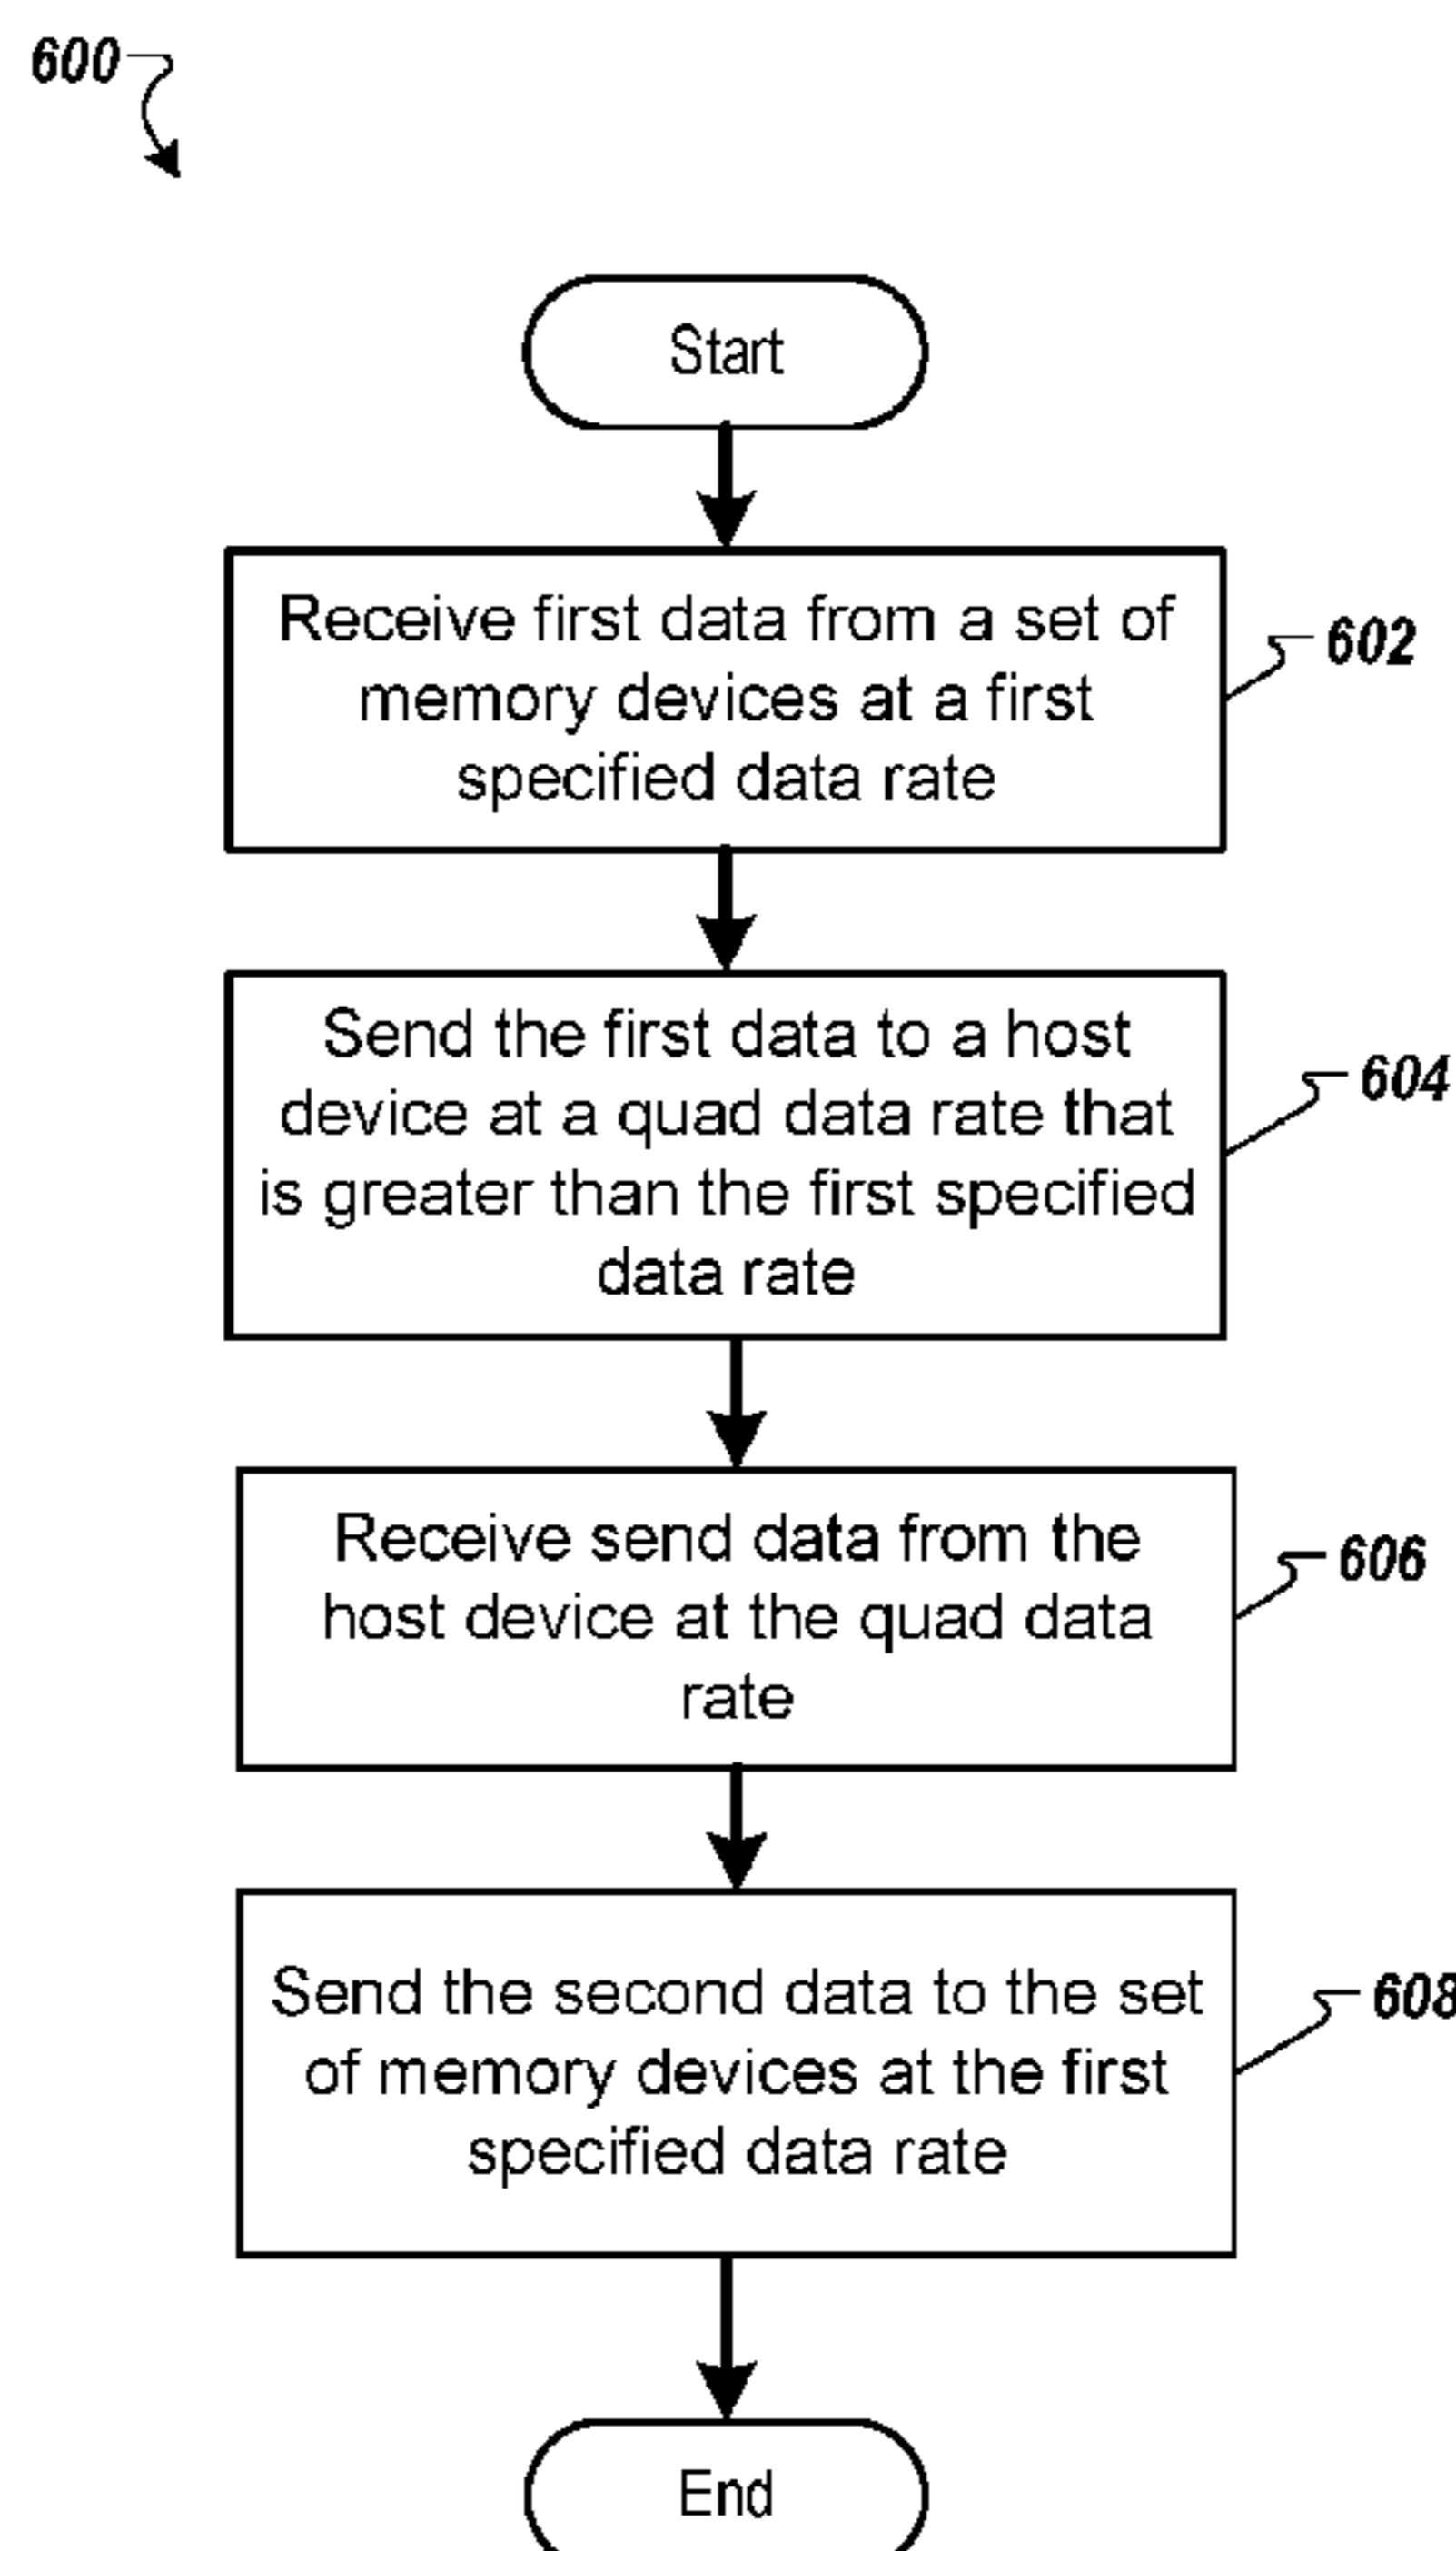 600
Start
Receive first data from a set of
memory devices at a first
specified data rate
602
Send the first data to a host
device at a quad data rate that
is greater than the first specified
data rate
604
Receive send data from the
host device at the quad data
rate
606
Send the second data to the set
of memory devices at the first
specified data rate
608
End